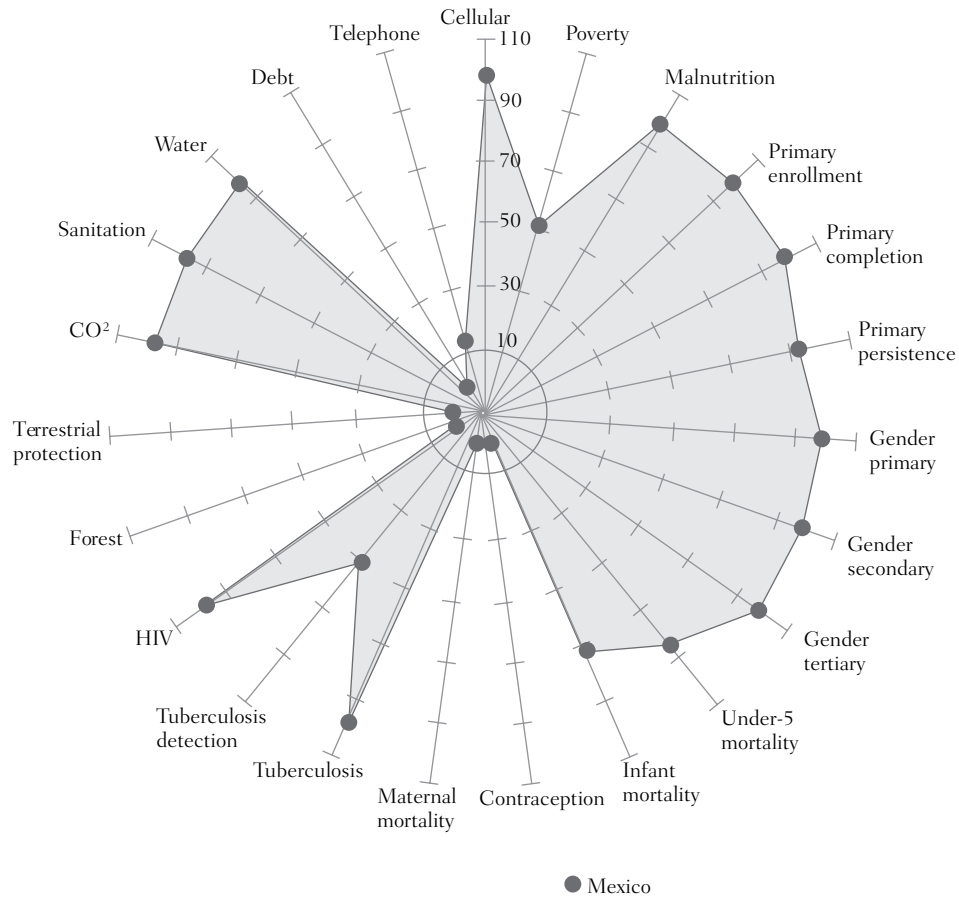 Cellular
Telephone
110
Poverty
Debt
Malnutrition
90
Water
Primary
enrollment
70
Sanitation
50
Primary
completion
30
CO²
10
Primary
persistence
Terrestrial
protection
Gender
primary
Forest
Gender
secondary
HIV
Gender
tertiary
Tuberculosis
detection
Under-5
mortality
Tuberculosis
Infant
mortality
Maternal
mortality
Contraception
Mexico